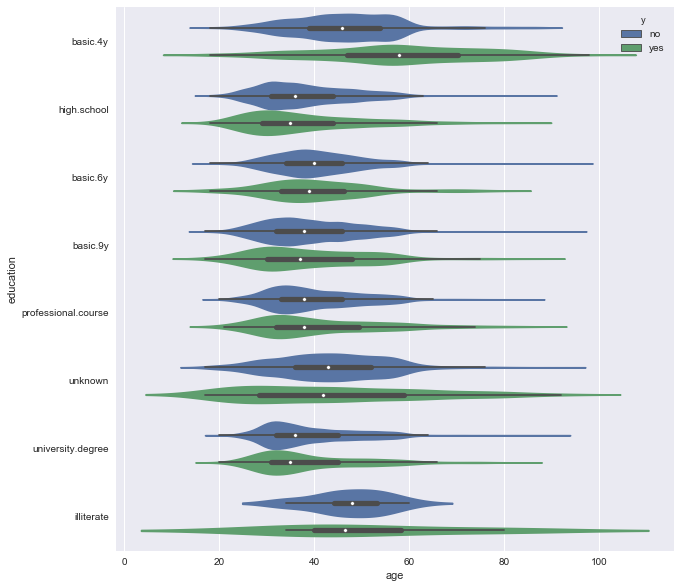 y
no
yes
basic.4y
high.school
basic.6y
basic.9y
professional.course
unknown
university.degree
illiterate
education
0 20 40 60 80 100
age